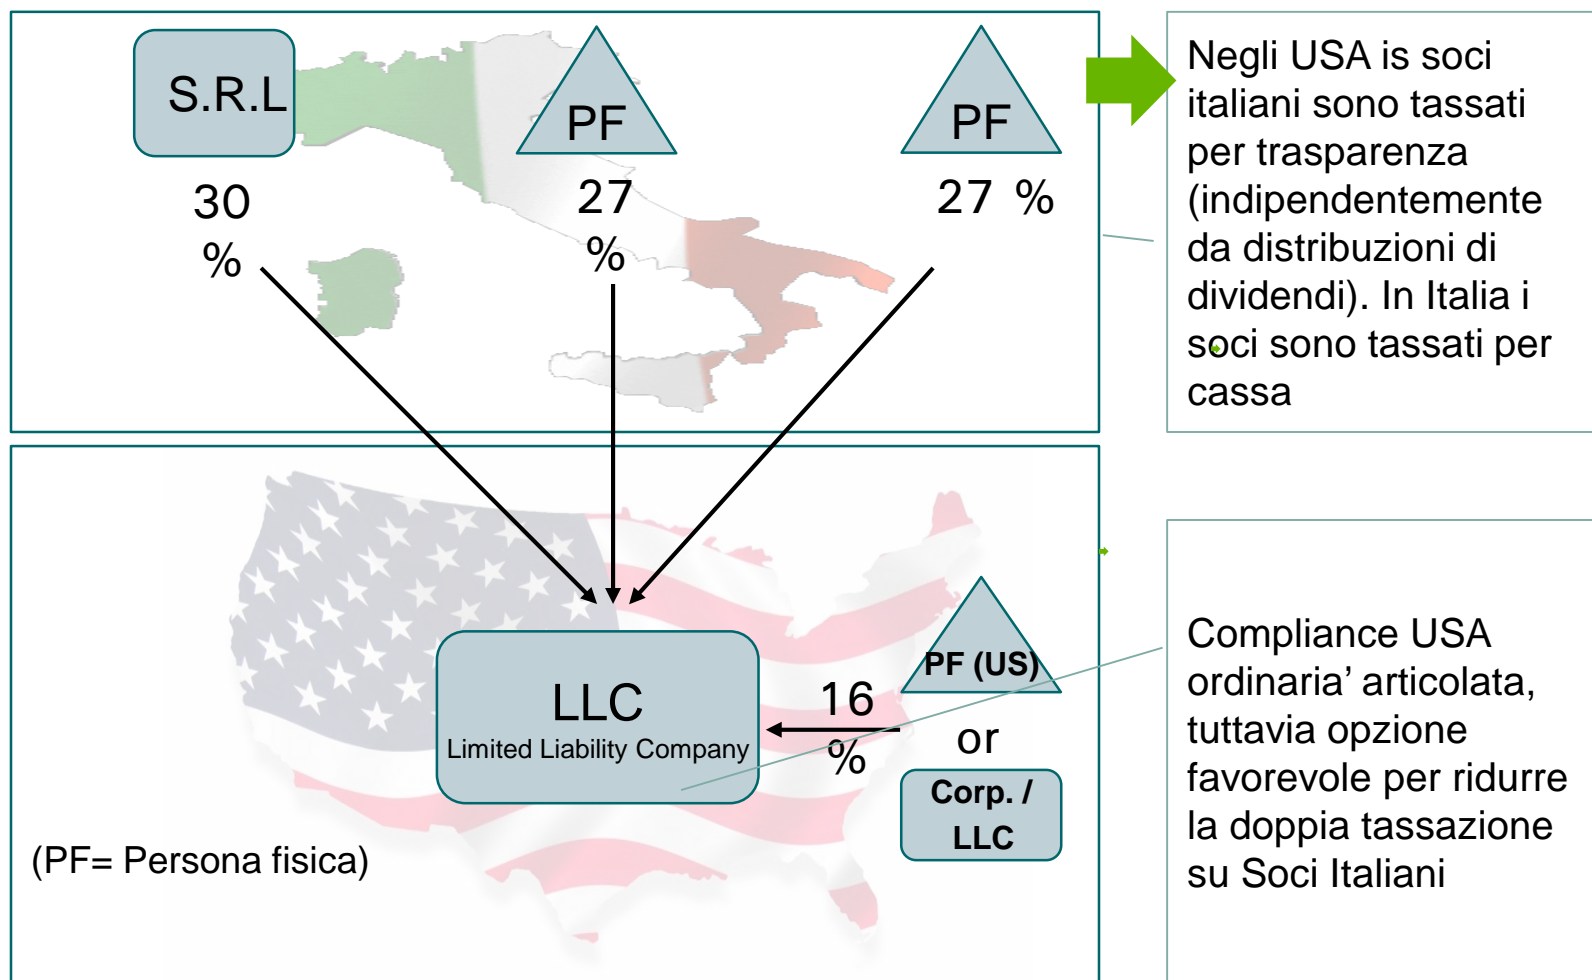 S.R.L
PF
PF
30
%
27
%
27 %
Negli USA is soci
italiani sono tassati
per trasparenza
(indipendentemente
da distribuzioni di
dividendi). In Italia i
soci sono tassati per
cassa
LLC
Limited Liability Company
16
%
PF (US)
or
Corp. /
LLC
(PF= Persona fisica)
Compliance USA
ordinaria’ articolata,
tuttavia opzione
favorevole per ridurre
la doppia tassazione
su Soci Italiani